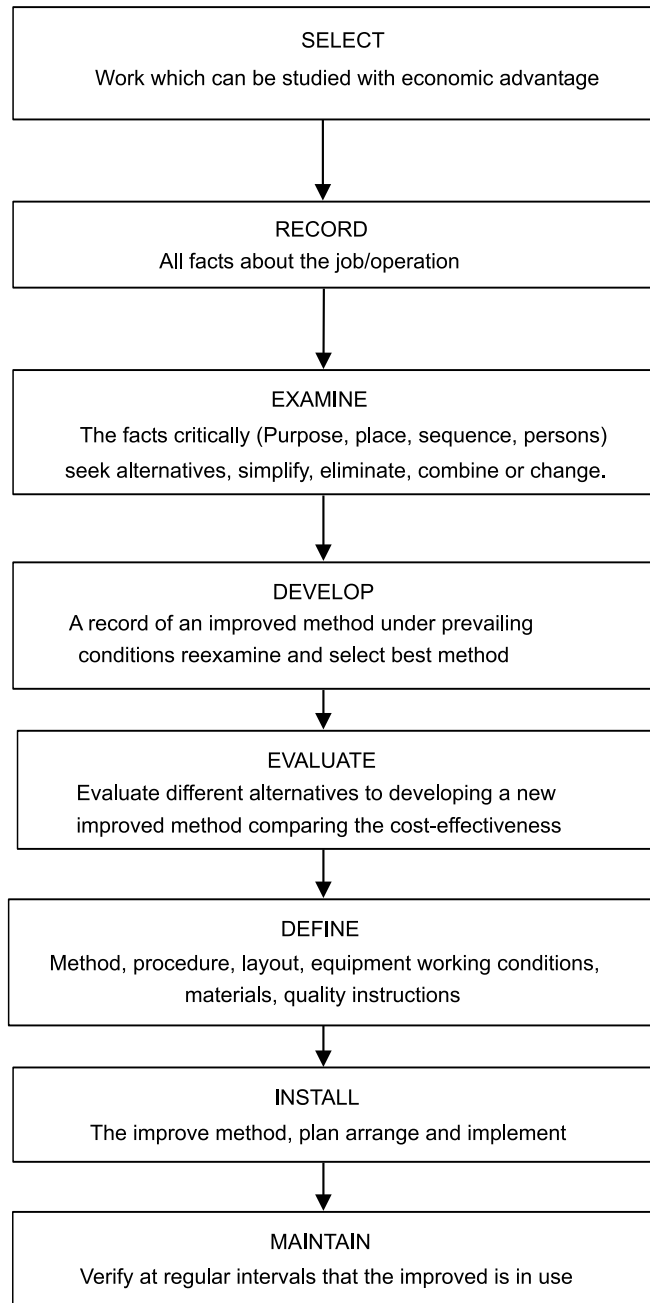 SELECT
Work which can be studied with economic advantage
RECORD
All facts about the job/operation
EXAMINE
The facts critically (Purpose, place, sequence, persons)
seek alternatives, simplify, eliminate, combine or change.
DEVELOP
A record of an improved method under prevailing
conditions reexamine and select best method
EVALUATE
Evaluate different alternatives to developing a new
improved method comparing the cost-effectiveness
DEFINE
Method, procedure, layout, equipment working conditions,
materials, quality instructions
INSTALL
The improve method, plan arrange and implement
MAINTAIN
Verify at regular intervals that the improved is in use